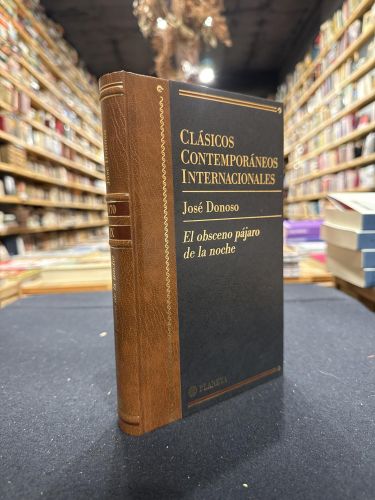 CLÁSICOS
CONTEMPORÁNEOS
INTERNACIONALES
José Donoso
El obsceno pájaro
de la noche
PLANETA